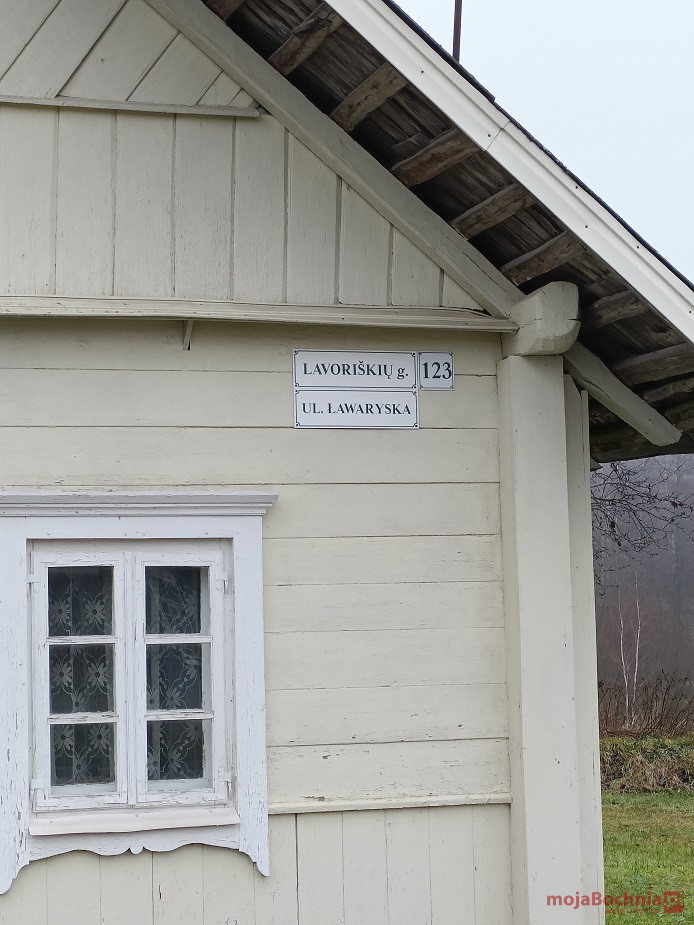 LAVORIŠKIŲ g. 123
UL. ŁAWARYSKA
mojaBochnia